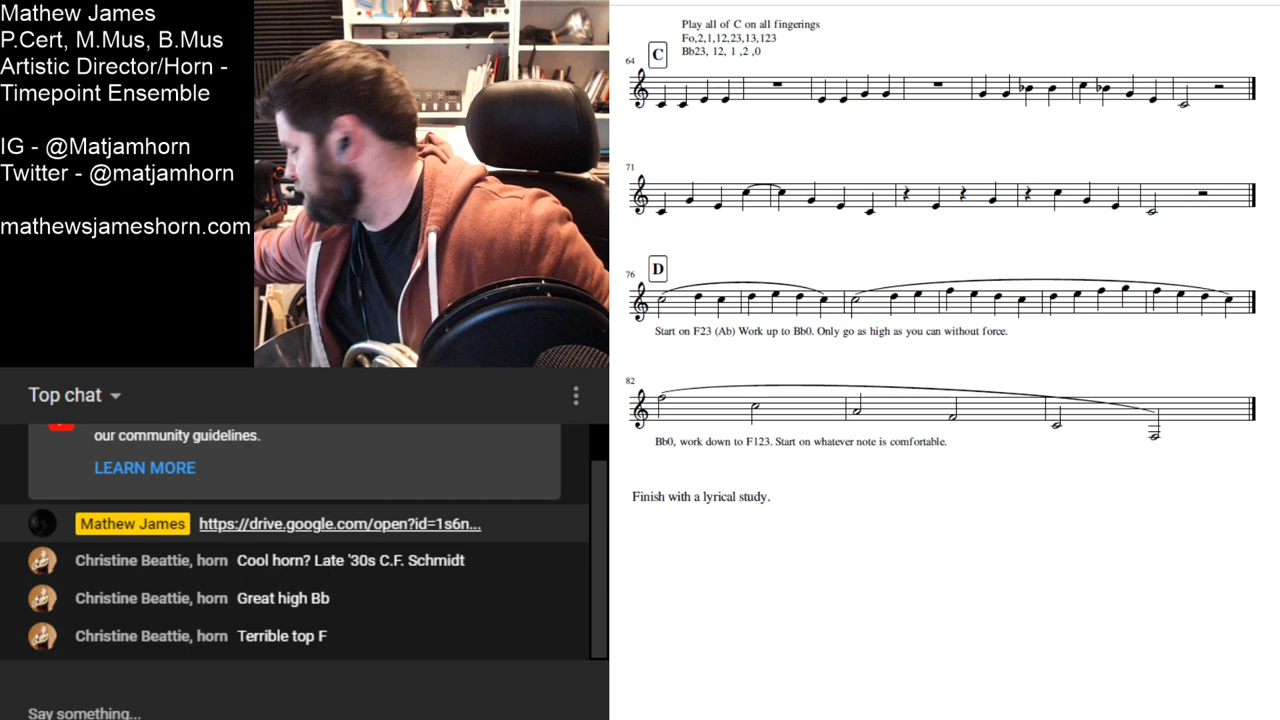 Mathew James
P.Cert, M.Mus, B.Mus
Artistic Director/Horn -
Timepoint Ensemble
IG - @Matjamhorn
Twitter - @matjamhorn
mathewsjameshorn.com
Top chat
our community guidelines.
LEARN MORE
Mathew James https://drive.google.com/open?id=1s6n...
Christine Beattie, horn Cool horn? Late '30s C.F. Schmidt
Christine Beattie, horn Great high Bb
Christine Beattie, horn Terrible top F
Say something...
Play all of C on all fingerings
Fo,2,1,12,23,13,123
Bb23, 12, 1 ,2 ,0
C
64
71
D
76
Start on F23 (Ab) Work up to Bb0. Only go as high as you can without force.
82
Bb0, work down to F123. Start on whatever note is comfortable.
Finish with a lyrical study.